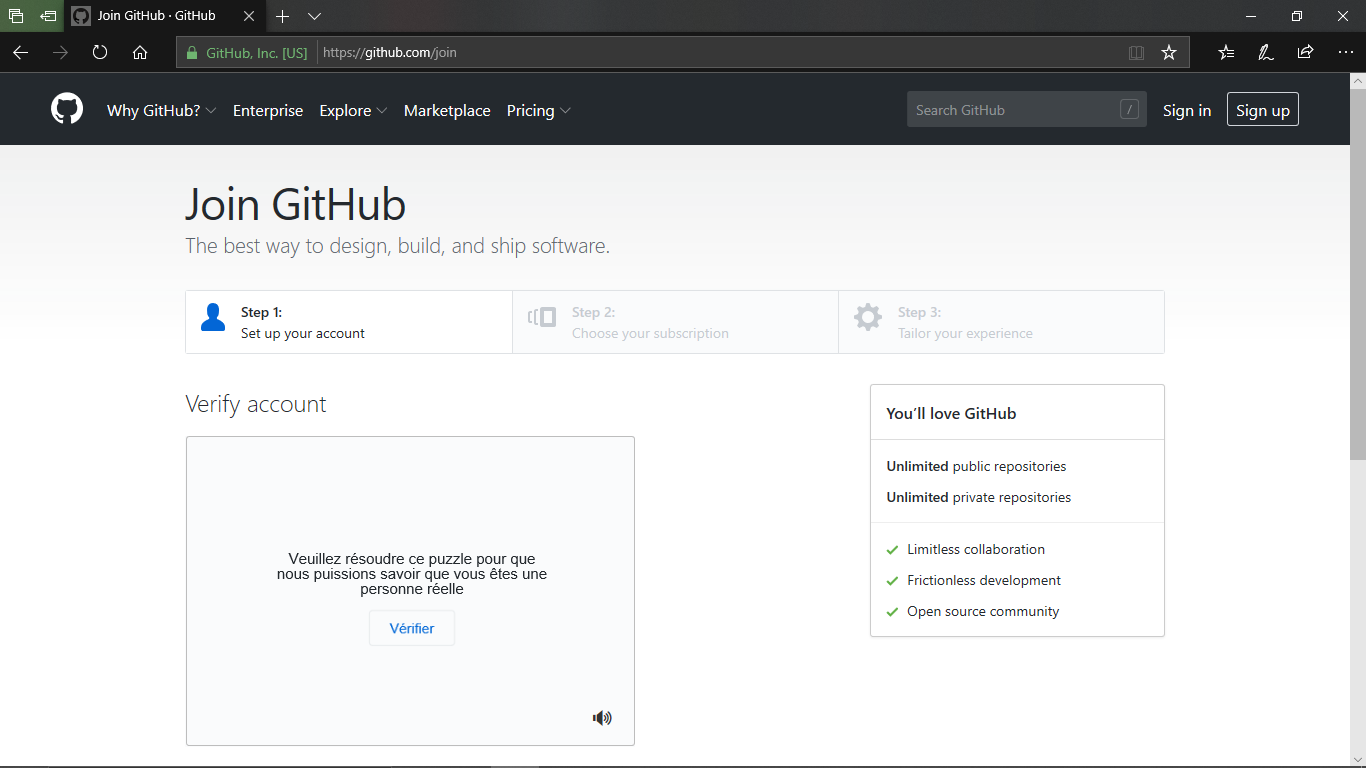 Join GitHub · GitHub
GitHub, Inc. [US] https://github.com/join
Why GitHub? Enterprise Explore Marketplace Pricing Search GitHub / Sign in Sign up
Join GitHub
The best way to design, build, and ship software.
Step 1:
Set up your account
Step 2:
Choose your subscription
Step 3:
Tailor your experience
Verify account
Veuillez résoudre ce puzzle pour que
nous puissions savoir que vous êtes une
personne réelle
Vérifier
You'll love GitHub
Unlimited public repositories
Unlimited private repositories
Limitless collaboration
Frictionless development
Open source community